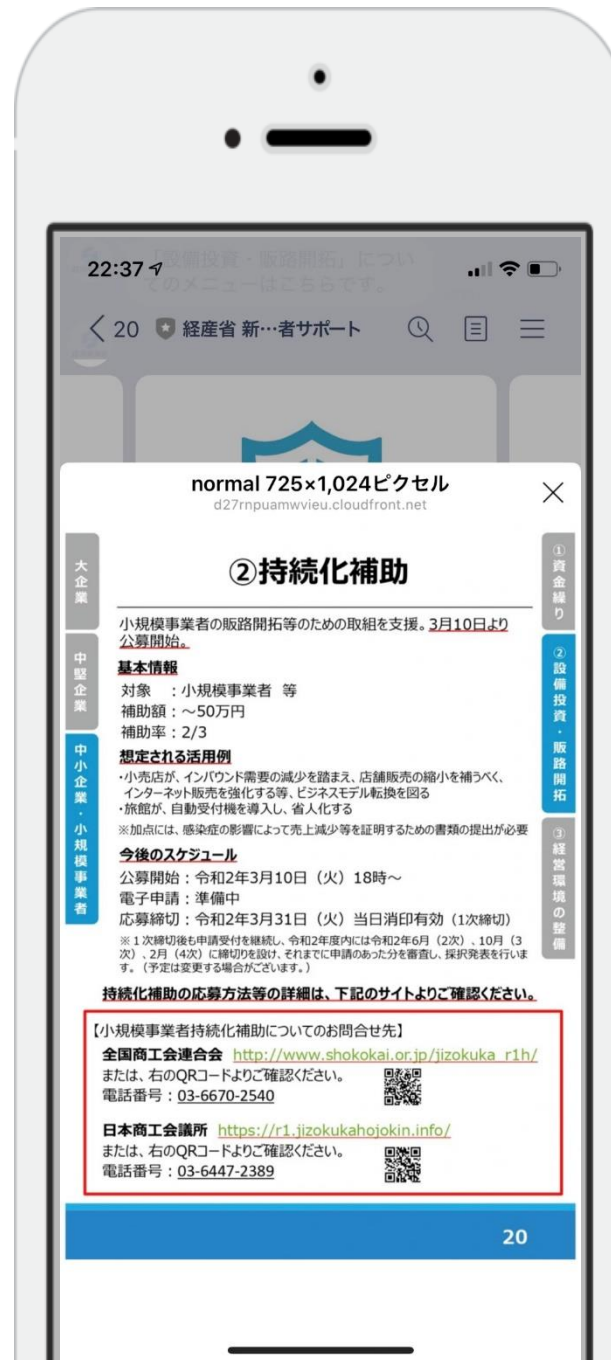 「設備投資・販路開拓」につい
てのメニューはこちらです。
22:37
20 経産省 新…者サポート
normal 725×1,024ピクセル
d27rnpuamwvieu.cloudfront.net
大企業
中堅企業
中小企業・小規模事業者
①資金繰り
②設備投資・販路開拓
③経営環境の整備
②持続化補助
小規模事業者の販路開拓等のための取組を支援。3月10日より
公募開始。
基本情報
対象 ：小規模事業者 等
補助額：～50万円
補助率：2/3
想定される活用例
・小売店が、インバウンド需要の減少を踏まえ、店舗販売の縮小を補うべく、
インターネット販売を強化する等、ビジネスモデル転換を図る
・旅館が、自動受付機を導入し、省人化する
※加点には、感染症の影響によって売上減少等を証明するための書類の提出が必要
今後のスケジュール
公募開始：令和2年3月10日（火）18時～
電子申請：準備中
応募締切：令和2年3月31日（火）当日消印有効（1次締切）
※１次締切後も申請受付を継続し、令和2年度内には令和2年6月（2次）、10月（3
次）、2月（4次）に締切りを設け、それまでに申請のあった分を審査し、採択発表を行いま
す。（予定は変更する場合がございます。）
持続化補助の応募方法等の詳細は、下記のサイトよりご確認ください。
【小規模事業者持続化補助についてのお問合せ先】
全国商工会連合会 http://www.shokokai.or.jp/jizokuka_r1h/
または、右のQRコードよりご確認ください。
電話番号：03-6670-2540
日本商工会議所 https://r1.jizokukahojokin.info/
または、右のQRコードよりご確認ください。
電話番号：03-6447-2389
20